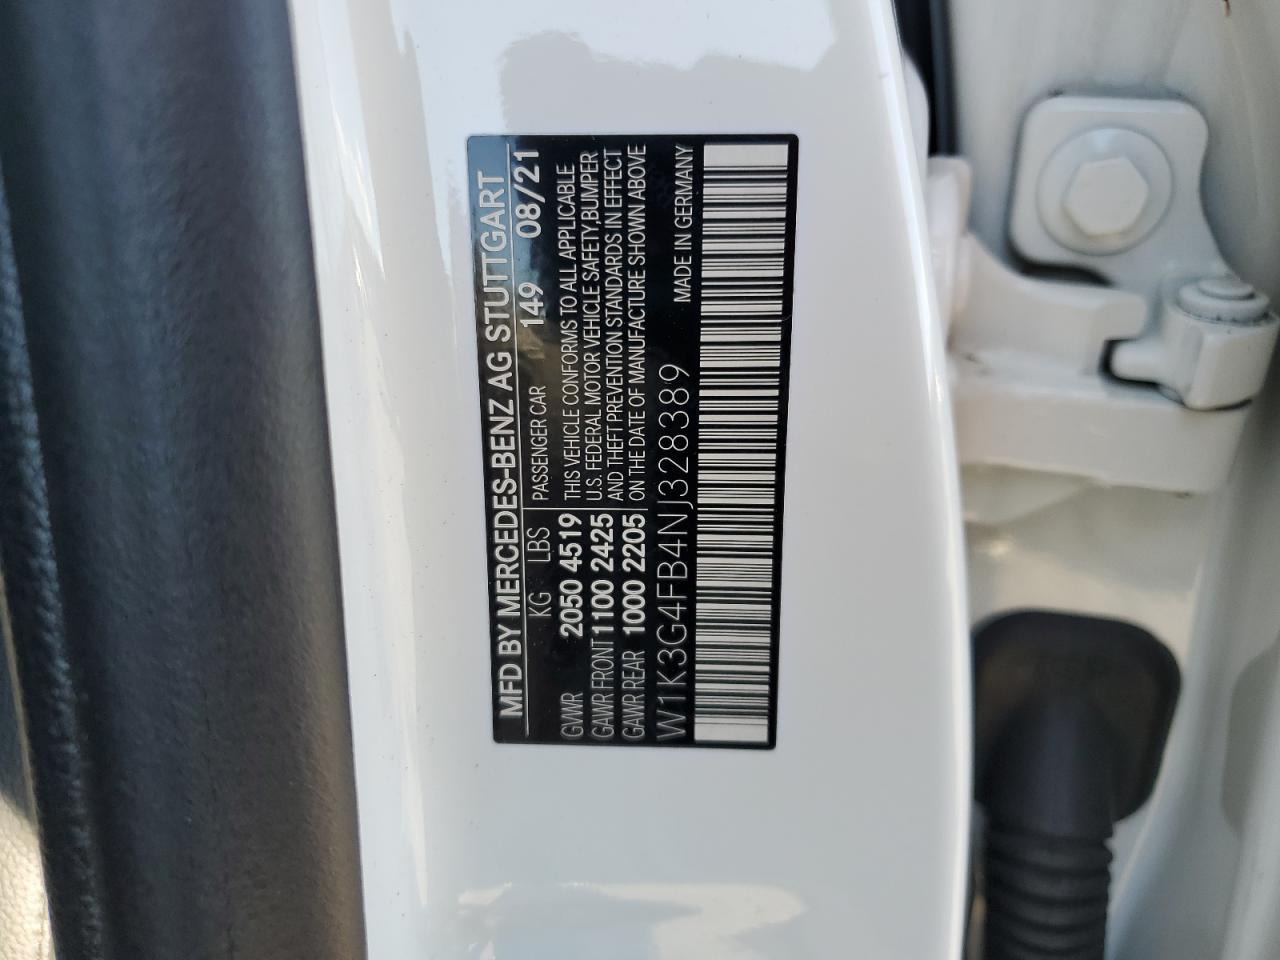 MFD BY MERCEDES-BENZ AG STUTTGART
KG LBS PASSENGER CAR 149 08/21
GVWR 2050 4519 THIS VEHICLE CONFORMS TO ALL APPLICABLE
GAWR FRONT 1100 2425 U.S. FEDERAL MOTOR VEHICLE SAFETY,BUMPER
AND THEFT PREVENTION STANDARDS IN EFFECT
GAWR REAR 1000 2205 ON THE DATE OF MANUFACTURE SHOWN ABOVE
W1K3G4FB4NJ328389 MADE IN GERMANY